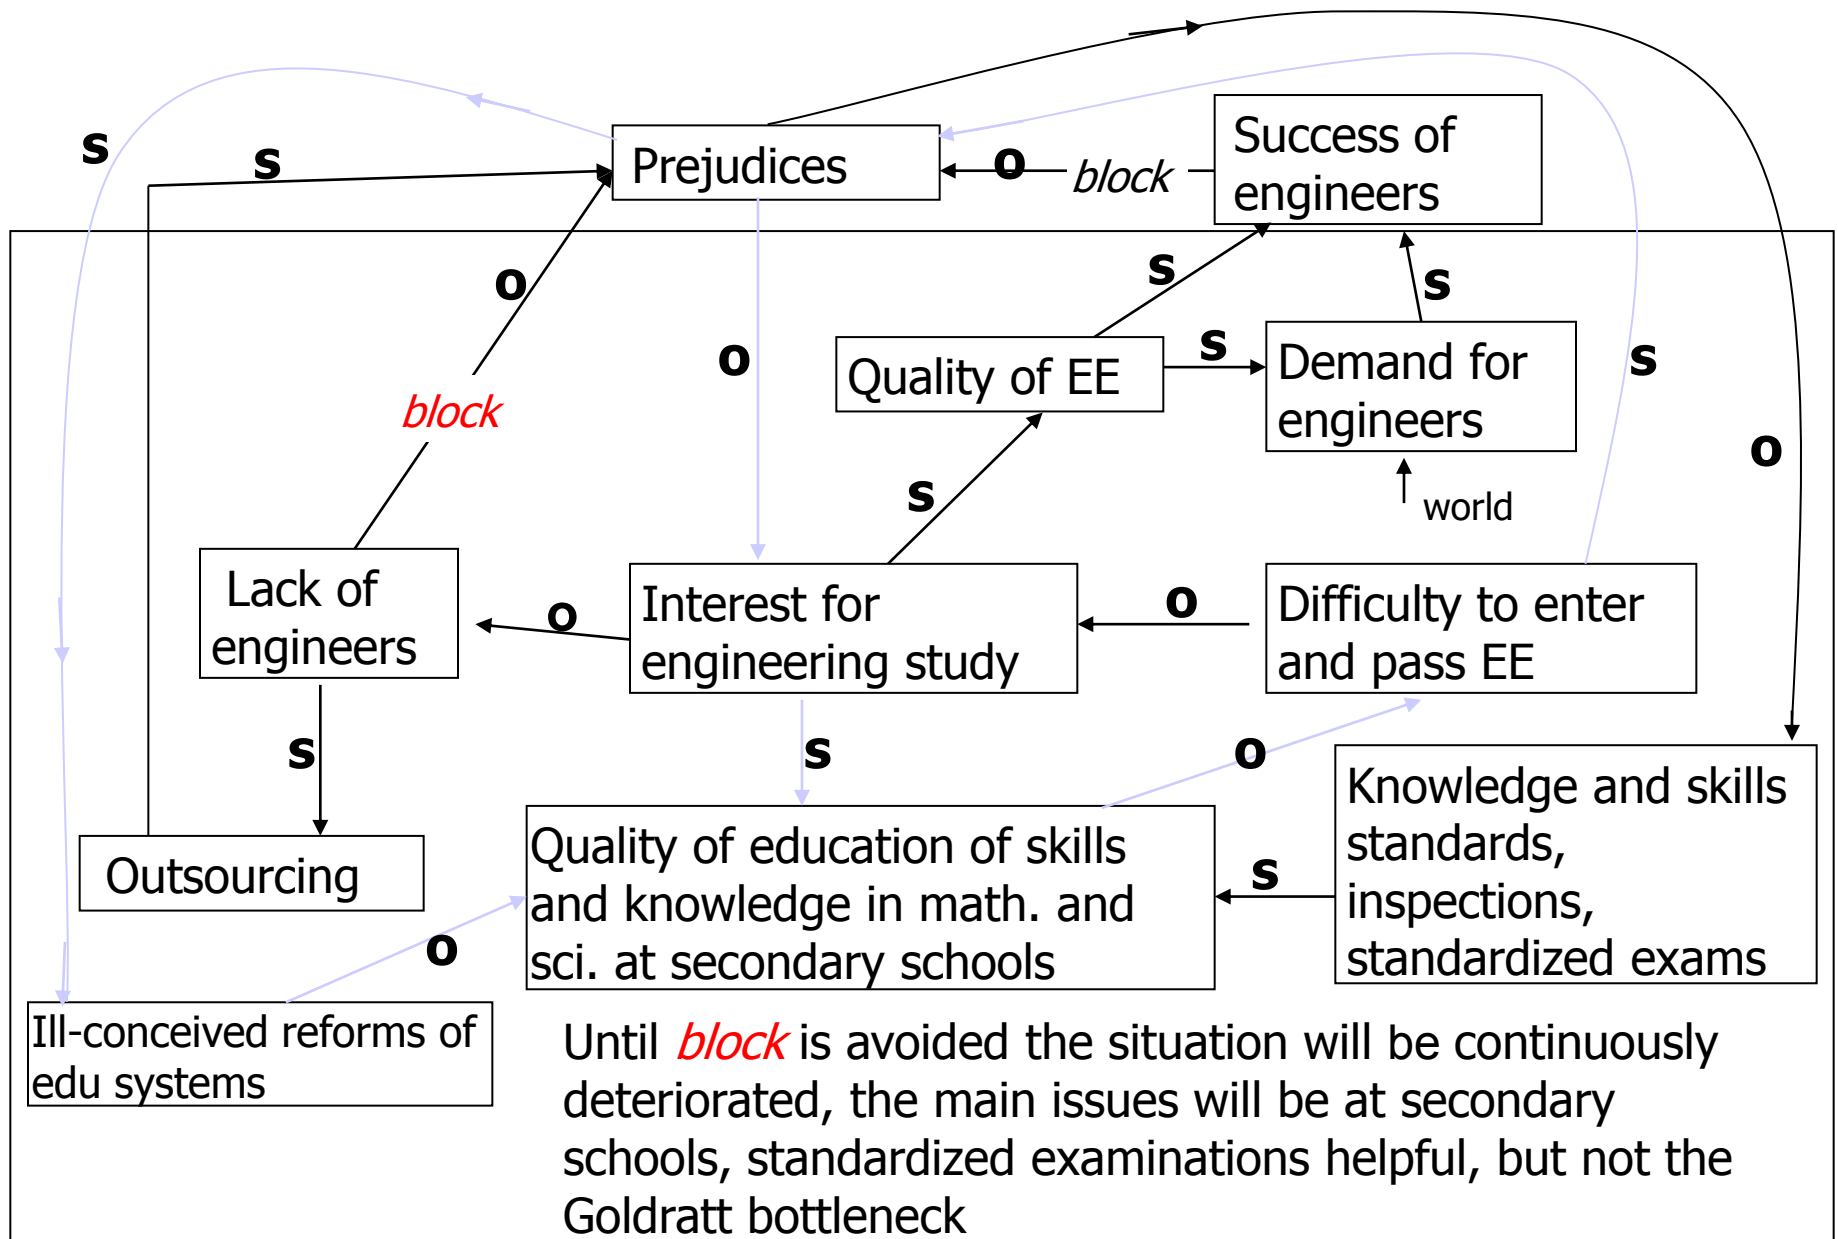 s
s
Prejudices
o
block
Success of
engineers
o
s
s
o
Quality of EE
s
Demand for
engineers
s
block
o
s
world
Lack of
engineers
o
Interest for
engineering study
o
Difficulty to enter
and pass EE
s
s
o
Knowledge and skills
standards,
inspections,
standardized exams
Outsourcing
Quality of education of skills
and knowledge in math. and
sci. at secondary schools
s
o
Ill-conceived reforms of
edu systems
Until block is avoided the situation will be continuously
deteriorated, the main issues will be at secondary
schools, standardized examinations helpful, but not the
Goldratt bottleneck